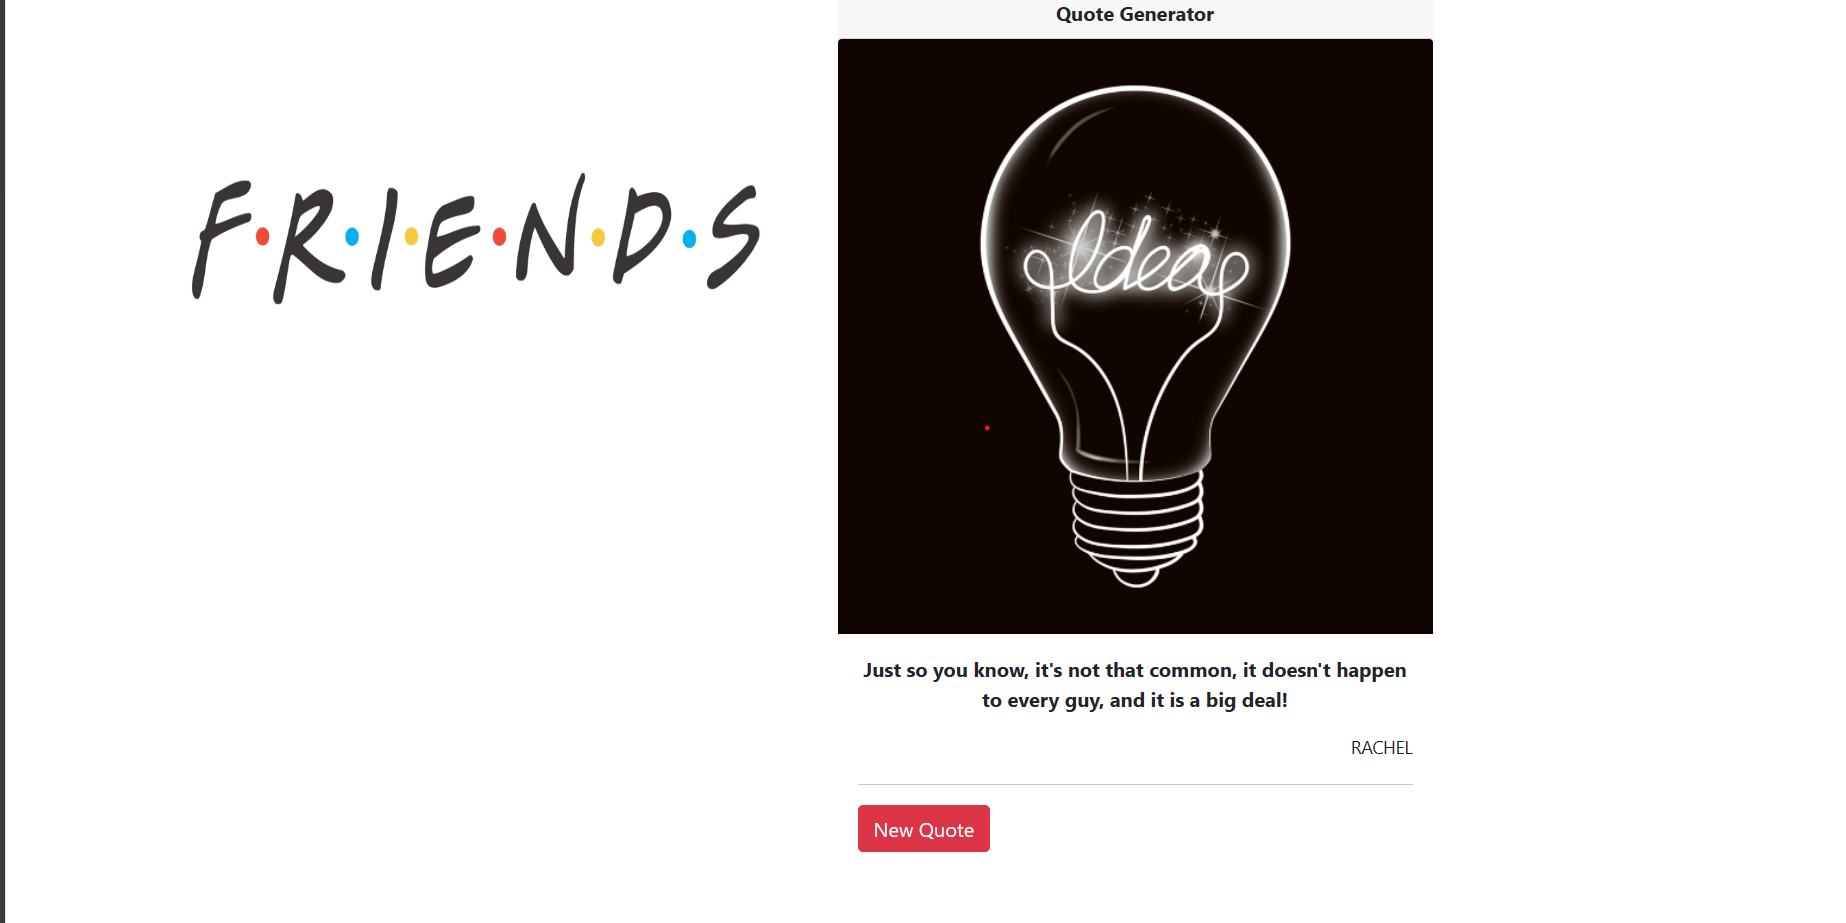 F•R•I•E•N•D•S
Quote Generator
Idea
Just so you know, it's not that common, it doesn't happen
to every guy, and it is a big deal!
RACHEL
New Quote